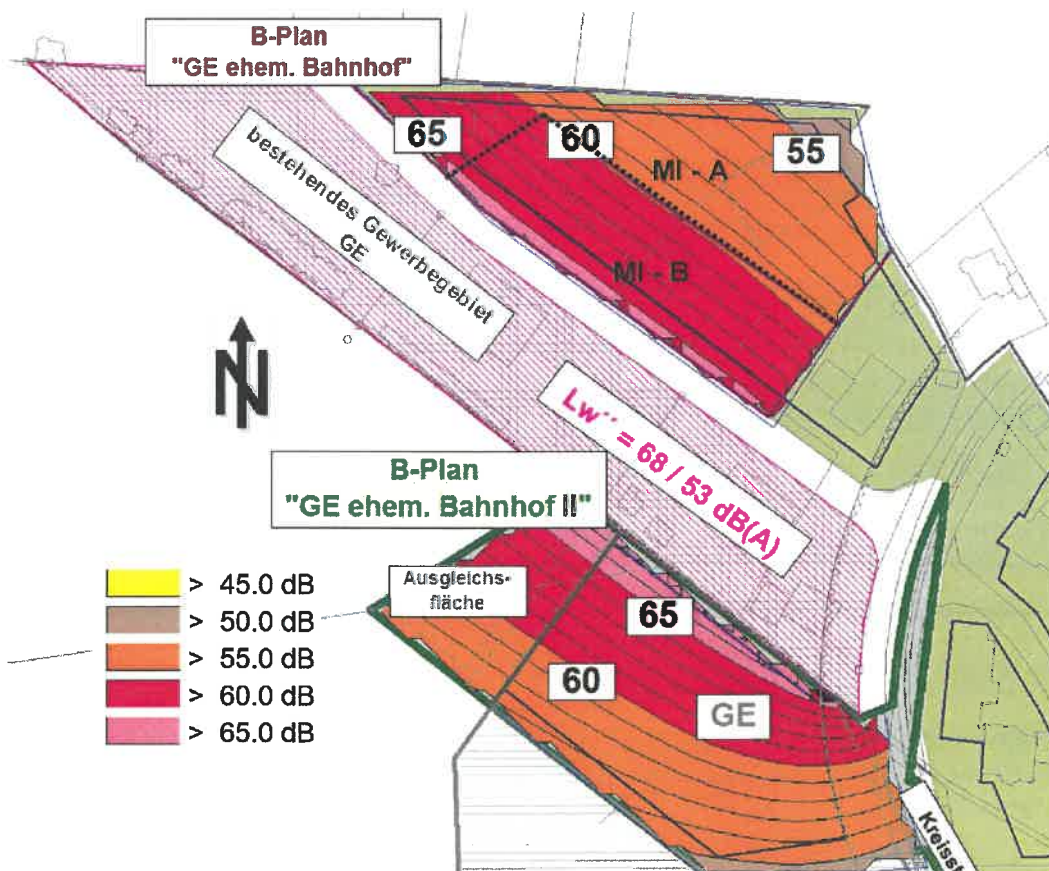 B-Plan
"GE ehem. Bahnhof"
65
60
55
MI - A
MI - B
bestehendes Gewerbegebiet
GE
N
Lw´´ = 68 / 53 dB(A)
B-Plan
"GE ehem. Bahnhof II"
Ausgleichs-
fläche
65
60
GE
> 45.0 dB
> 50.0 dB
> 55.0 dB
> 60.0 dB
> 65.0 dB